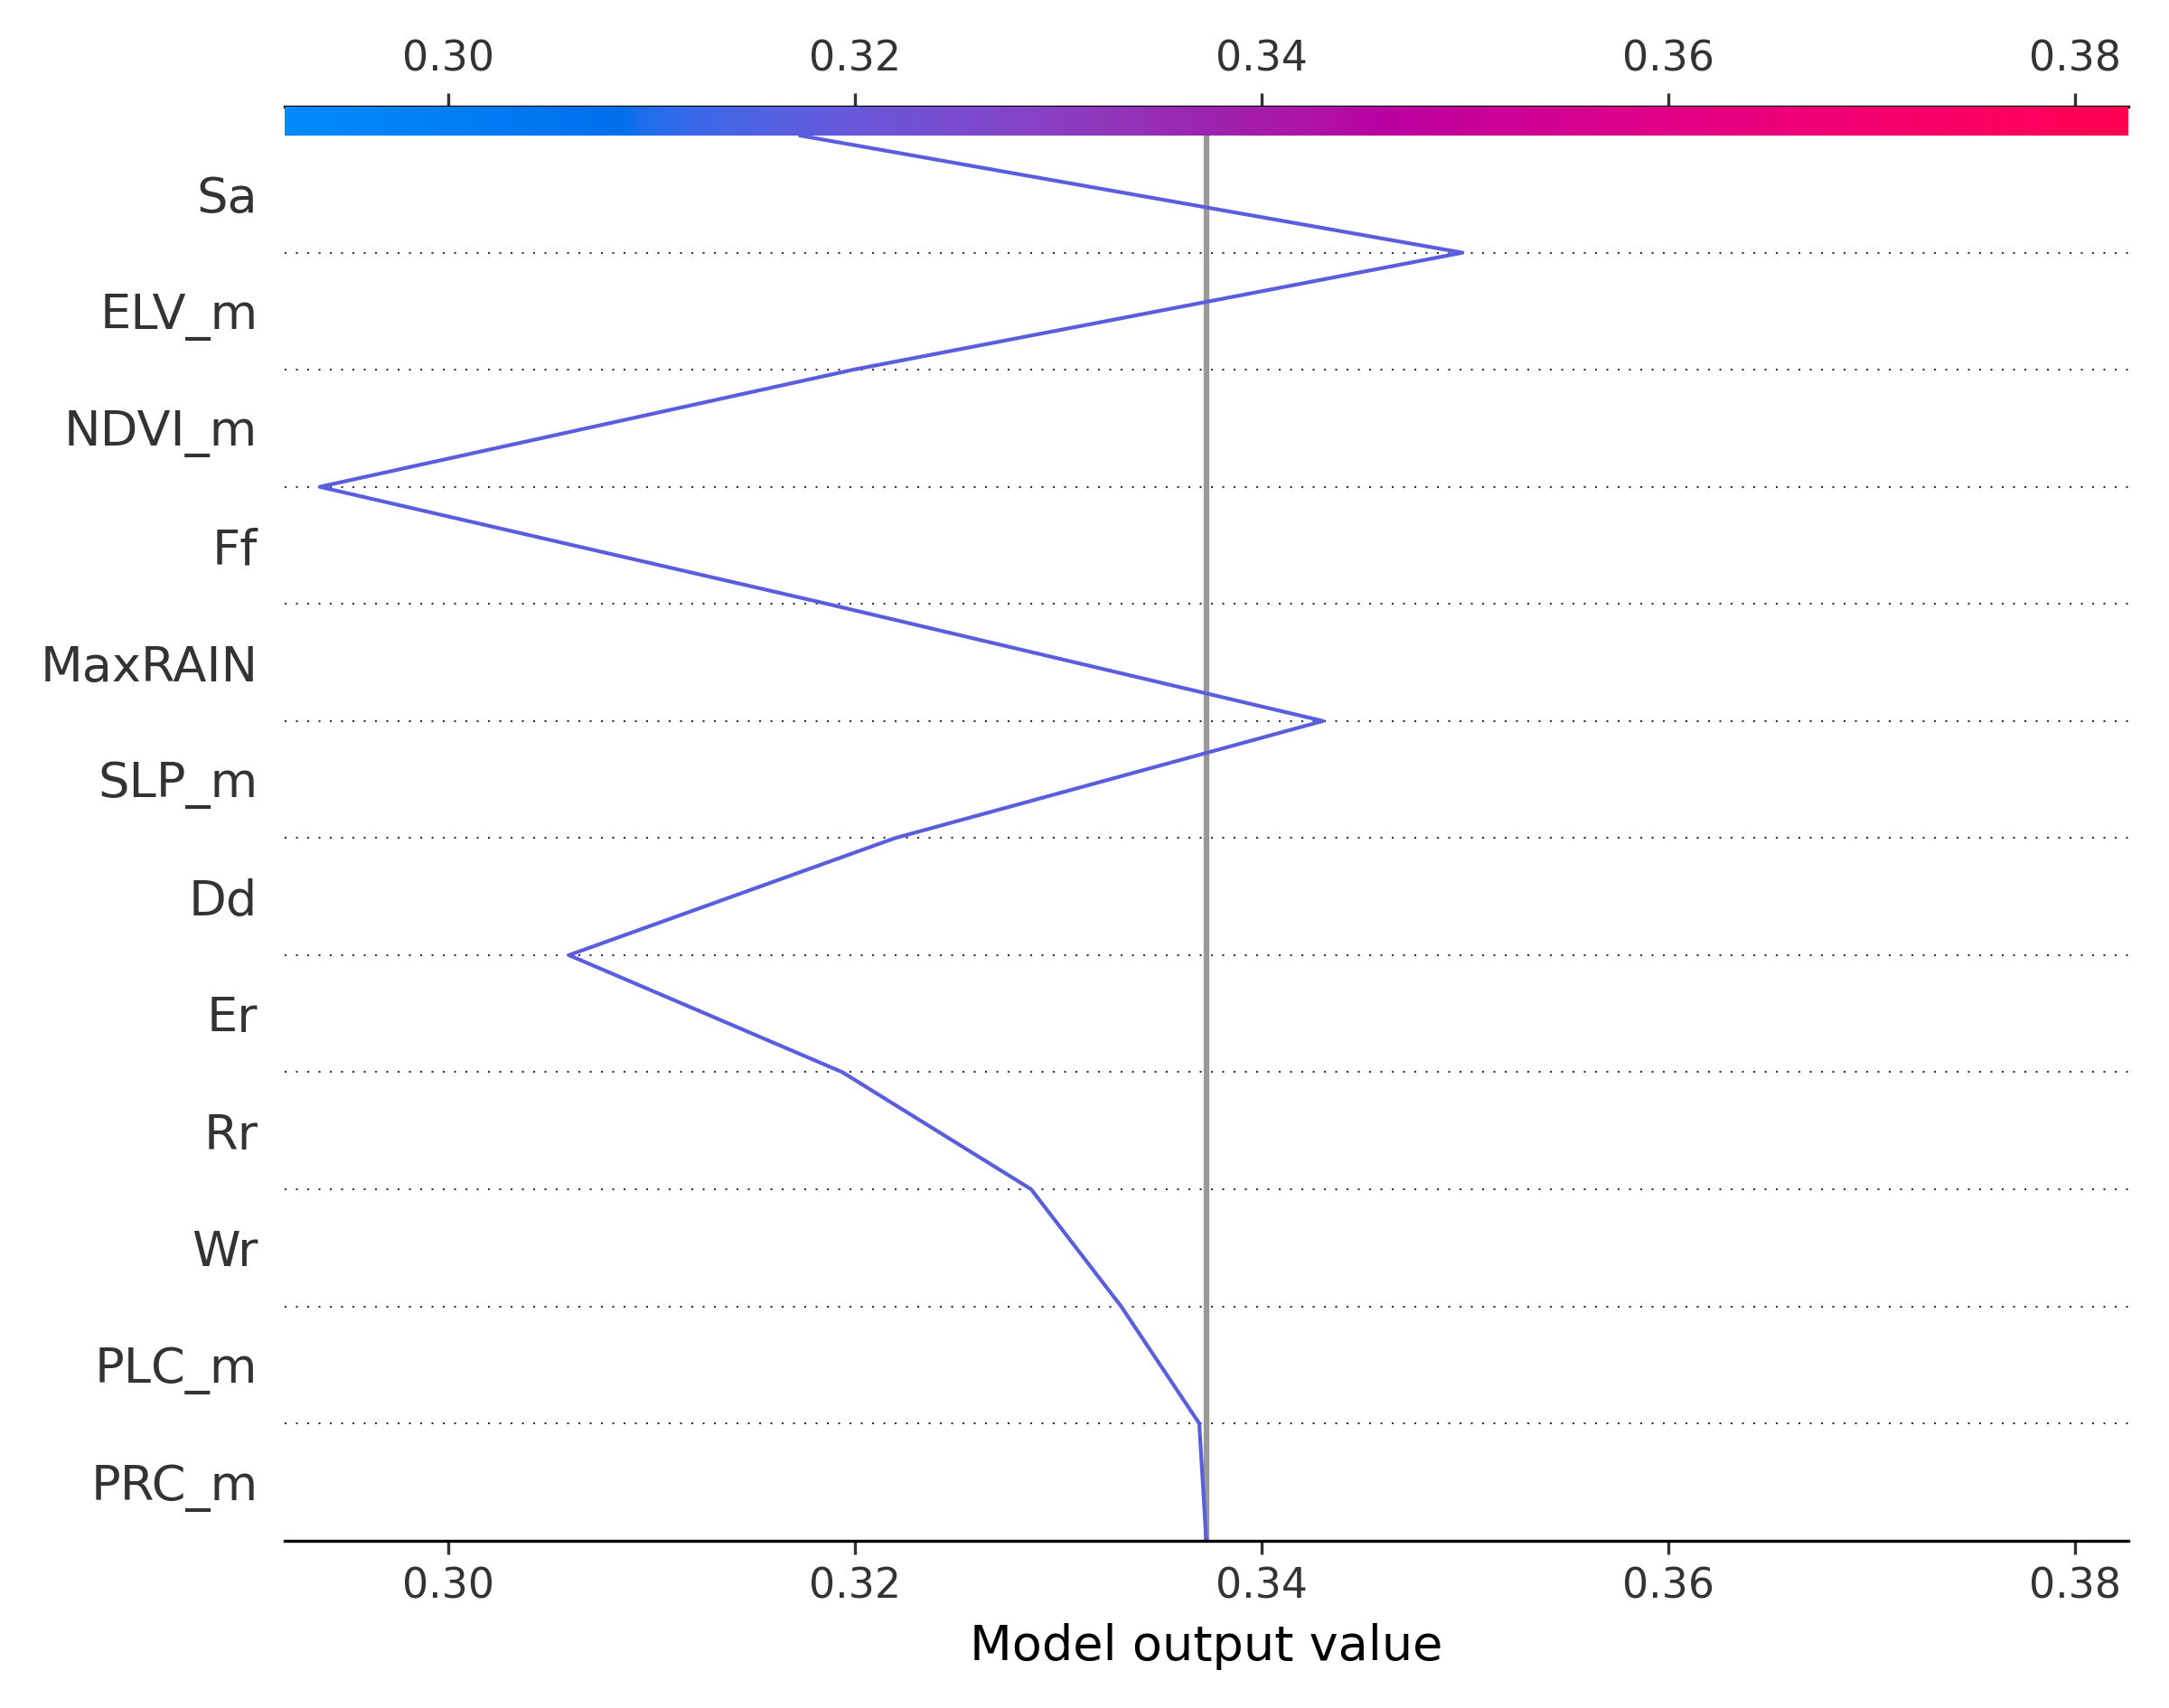 0.30 0.32 0.34 0.36 0.38
Sa
ELV_m
NDVI_m
Ff
MaxRAIN
SLP_m
Dd
Er
Rr
Wr
PLC_m
PRC_m
0.30 0.32 0.34 0.36 0.38
Model output value